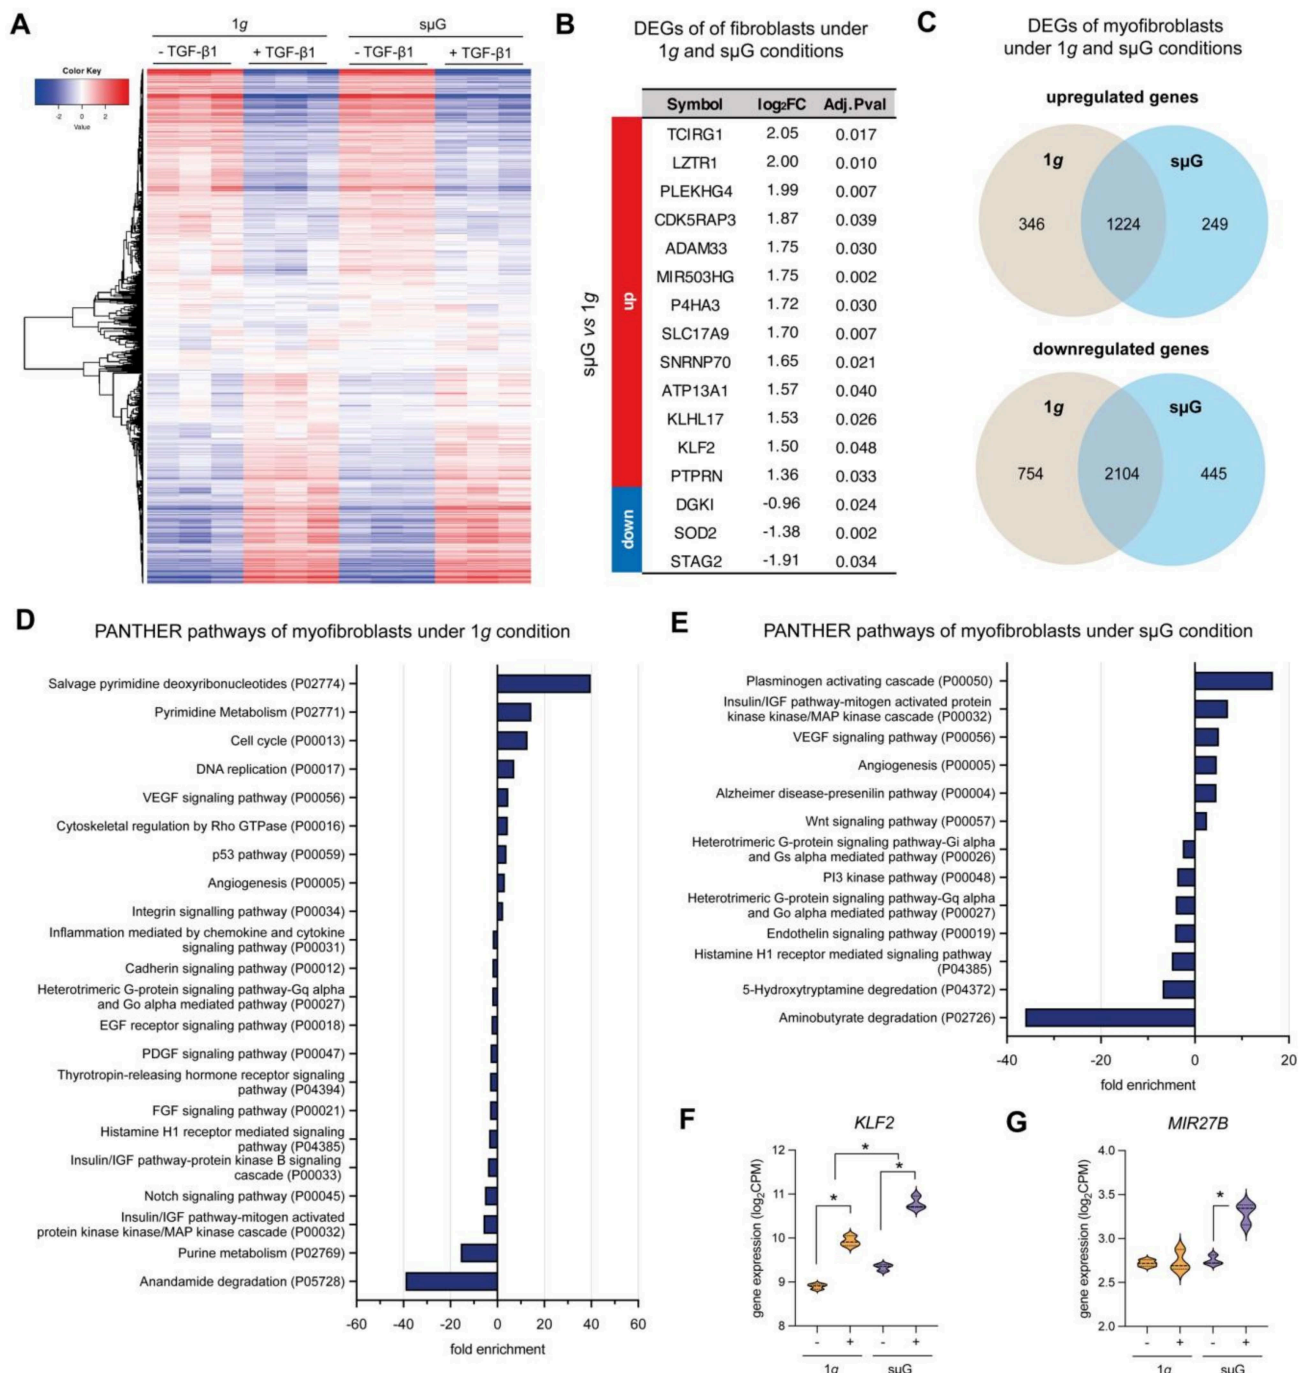 A
1g
sµG
- TGF-β1
+ TGF-β1
- TGF-β1
+ TGF-β1
Color Key
-2
0
2
Value
B
DEGs of of fibroblasts under
1g and sµG conditions
Symbol log₂FC Adj.Pval
TCIRG1 2.05 0.017
LZTR1 2.00 0.010
PLEKHG4 1.99 0.007
CDK5RAP3 1.87 0.039
ADAM33 1.75 0.030
MIR503HG 1.75 0.002
P4HA3 1.72 0.030
SLC17A9 1.70 0.007
SNRNP70 1.65 0.021
ATP13A1 1.57 0.040
KLHL17 1.53 0.026
KLF2 1.50 0.048
PTPRN 1.36 0.033
DGKI -0.96 0.024
SOD2 -1.38 0.002
STAG2 -1.91 0.034
sµG vs 1g
up
down
C
DEGs of myofibroblasts
under 1g and sµG conditions
upregulated genes
1g
sµG
346
1224
249
downregulated genes
1g
sµG
754
2104
445
D
PANTHER pathways of myofibroblasts under 1g condition
Salvage pyrimidine deoxyribonucleotides (P02774)
Pyrimidine Metabolism (P02771)
Cell cycle (P00013)
DNA replication (P00017)
VEGF signaling pathway (P00056)
Cytoskeletal regulation by Rho GTPase (P00016)
p53 pathway (P00059)
Angiogenesis (P00005)
Integrin signalling pathway (P00034)
Inflammation mediated by chemokine and cytokine
signaling pathway (P00031)
Cadherin signaling pathway (P00012)
Heterotrimeric G-protein signaling pathway-Gq alpha
and Go alpha mediated pathway (P00027)
EGF receptor signaling pathway (P00018)
PDGF signaling pathway (P00047)
Thyrotropin-releasing hormone receptor signaling
pathway (P04394)
FGF signaling pathway (P00021)
Histamine H1 receptor mediated signaling
pathway (P04385)
Insulin/IGF pathway-protein kinase B signaling
cascade (P00033)
Notch signaling pathway (P00045)
Insulin/IGF pathway-mitogen activated
protein kinase kinase/MAP kinase cascade (P00032)
Purine metabolism (P02769)
Anandamide degradation (P05728)
-60 -40 -20 0 20 40 60
fold enrichment
E
PANTHER pathways of myofibroblasts under sµG condition
Plasminogen activating cascade (P00050)
Insulin/IGF pathway-mitogen activated protein
kinase kinase/MAP kinase cascade (P00032)
VEGF signaling pathway (P00056)
Angiogenesis (P00005)
Alzheimer disease-presenilin pathway (P00004)
Wnt signaling pathway (P00057)
Heterotrimeric G-protein signaling pathway-Gi alpha
and Gs alpha mediated pathway (P00026)
PI3 kinase pathway (P00048)
Heterotrimeric G-protein signaling pathway-Gq alpha
and Go alpha mediated pathway (P00027)
Endothelin signaling pathway (P00019)
Histamine H1 receptor mediated signaling pathway
(P04385)
5-Hydroxytryptamine degredation (P04372)
Aminobutyrate degradation (P02726)
-40 -20 0 20
fold enrichment
F
KLF2
gene expression (log₂CPM)
12
11
10
9
8
*
*
*
- + - +
1g sµG
G
MIR27B
gene expression (log₂CPM)
4.0
3.5
3.0
2.5
2.0
*
- + - +
1g sµG